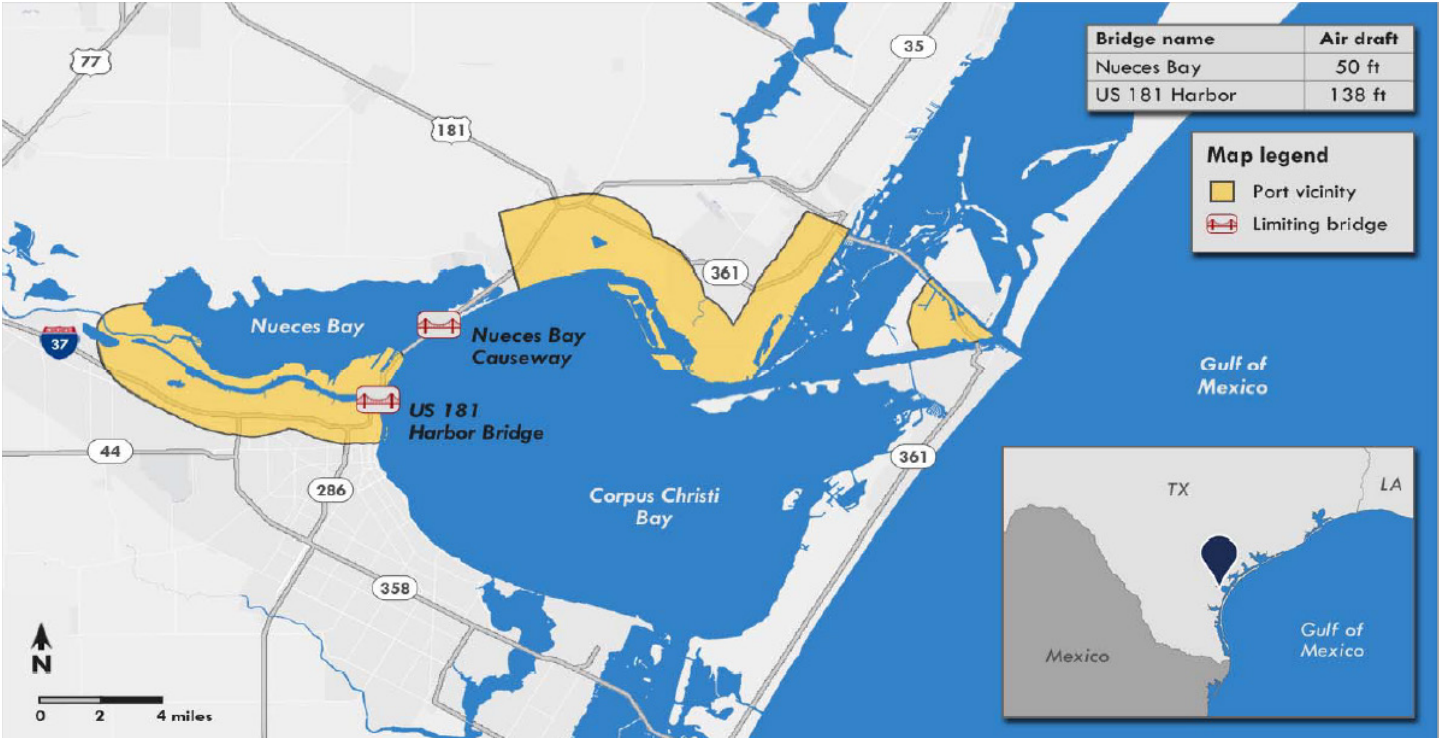 Bridge name Air draft
Nueces Bay 50 ft
US 181 Harbor 138 ft
Map legend
Port vicinity
Limiting bridge
77
35
181
361
Nueces Bay
37
Nueces Bay
Causeway
US 181
Harbor Bridge
Gulf of
Mexico
44
286
361
Corpus Christi
Bay
358
TX
LA
Mexico
Gulf of
Mexico
N
0 2 4 miles